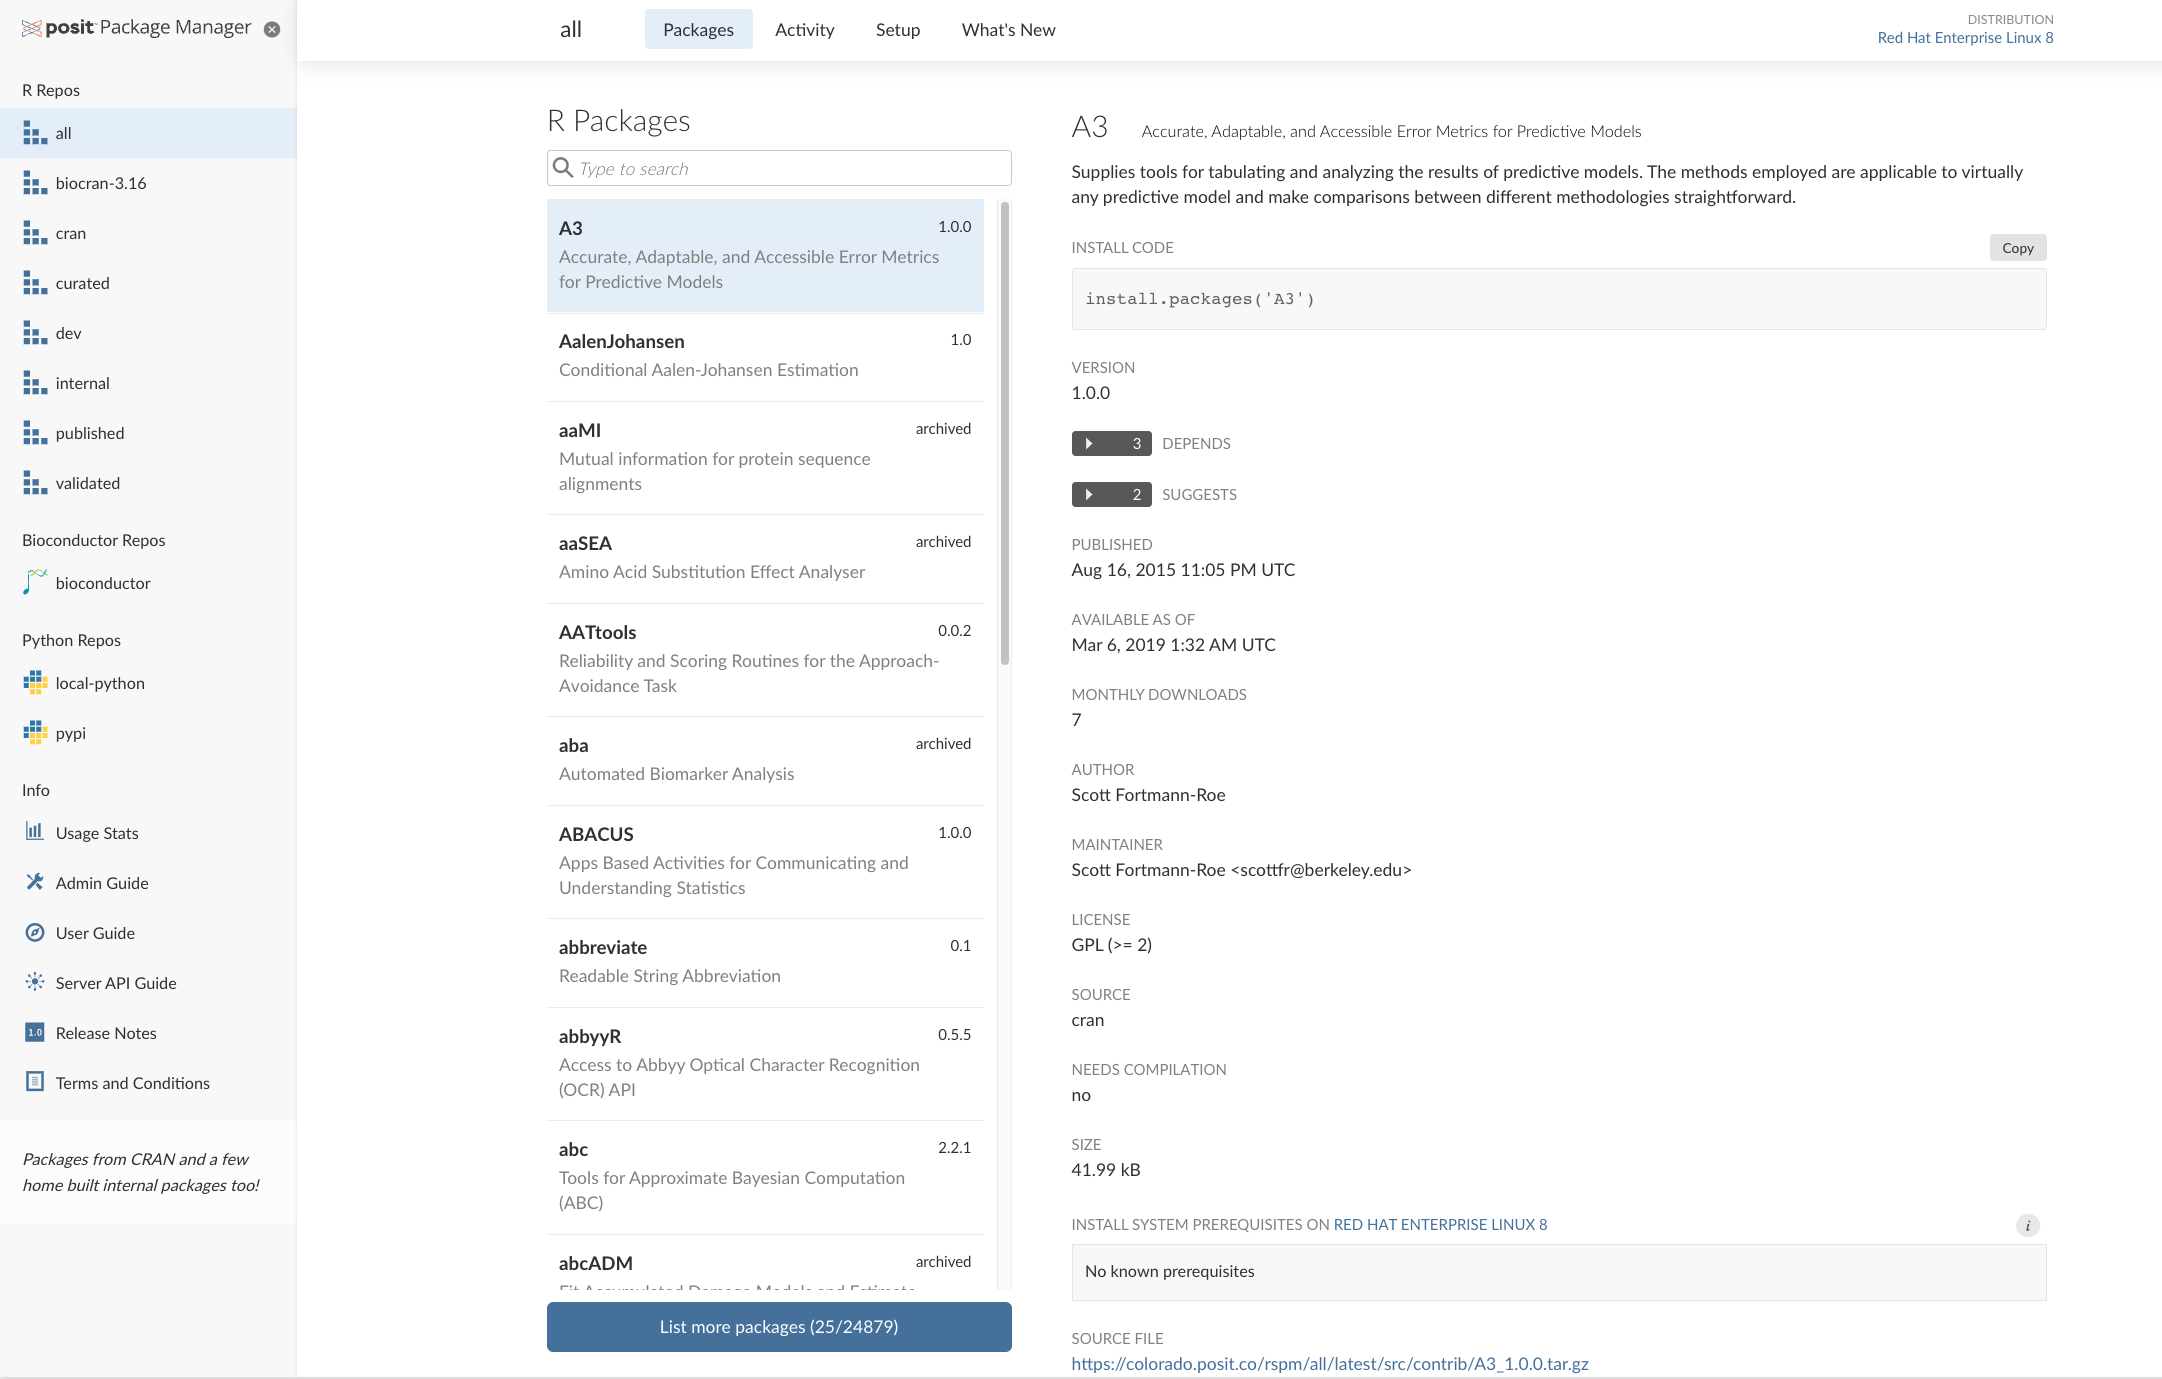 posit Package Manager
R Repos
all
biocran-3.16
cran
curated
dev
internal
published
validated
Bioconductor Repos
bioconductor
Python Repos
local-python
pypi
Info
Usage Stats
Admin Guide
User Guide
Server API Guide
1.0 Release Notes
Terms and Conditions
Packages from CRAN and a few
home built internal packages too!
all
Packages
Activity
Setup
What's New
DISTRIBUTION
Red Hat Enterprise Linux 8
R Packages
Type to search
A3 1.0.0
Accurate, Adaptable, and Accessible Error Metrics
for Predictive Models
AalenJohansen 1.0
Conditional Aalen-Johansen Estimation
aaMI archived
Mutual information for protein sequence
alignments
aaSEA archived
Amino Acid Substitution Effect Analyser
AATtools 0.0.2
Reliability and Scoring Routines for the Approach-
Avoidance Task
aba archived
Automated Biomarker Analysis
ABACUS 1.0.0
Apps Based Activities for Communicating and
Understanding Statistics
abbreviate 0.1
Readable String Abbreviation
abbyyR 0.5.5
Access to Abbyy Optical Character Recognition
(OCR) API
abc 2.2.1
Tools for Approximate Bayesian Computation
(ABC)
abcADM archived
Fit Accumulated Damage Models and Estimate
List more packages (25/24879)
A3 Accurate, Adaptable, and Accessible Error Metrics for Predictive Models
Supplies tools for tabulating and analyzing the results of predictive models. The methods employed are applicable to virtually
any predictive model and make comparisons between different methodologies straightforward.
INSTALL CODE
Copy
install.packages('A3')
VERSION
1.0.0
3 DEPENDS
2 SUGGESTS
PUBLISHED
Aug 16, 2015 11:05 PM UTC
AVAILABLE AS OF
Mar 6, 2019 1:32 AM UTC
MONTHLY DOWNLOADS
7
AUTHOR
Scott Fortmann-Roe
MAINTAINER
Scott Fortmann-Roe <scottfr@berkeley.edu>
LICENSE
GPL (>= 2)
SOURCE
cran
NEEDS COMPILATION
no
SIZE
41.99 kB
INSTALL SYSTEM PREREQUISITES ON RED HAT ENTERPRISE LINUX 8
i
No known prerequisites
SOURCE FILE
https://colorado.posit.co/rspm/all/latest/src/contrib/A3_1.0.0.tar.gz